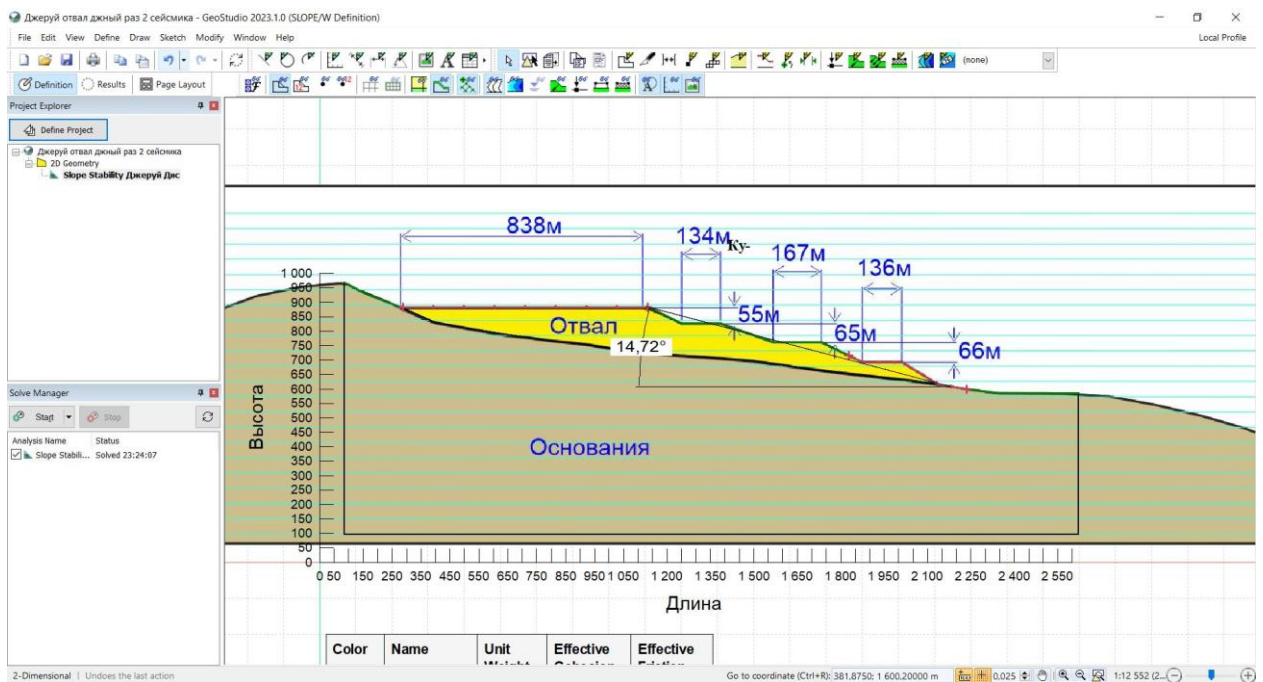 Джеруй отвал джный раз 2 сейсмика - GeoStudio 2023.1.0 (SLOPE/W Definition)
File Edit View Define Draw Sketch Modify Window Help
Local Profile
(none)
Definition Results Page Layout
Project Explorer
Define Project
Джеруй отвал джный раз 2 сейсмика
2D Geometry
Slope Stability Джеруй Дис
Solve Manager
Start Stop
Analysis Name Status
Slope Stabili... Solved 23:24:07
838м
134м
Ку-
167м
136м
55м
65м
66м
Отвал
14,72°
Основания
Высота
1 000
950
900
850
800
750
700
650
600
550
500
450
400
350
300
250
200
150
100
50
0
0 50 150 250 350 450 550 650 750 850 950 1 050 1 200 1 350 1 500 1 650 1 800 1 950 2 100 2 250 2 400 2 550
Длина
Color Name Unit Effective Effective
2-Dimensional | Undoes the last action
Go to coordinate (Ctrl+R): 381,8750; 1 600.20000 m
0,025
1:12 552 (2...